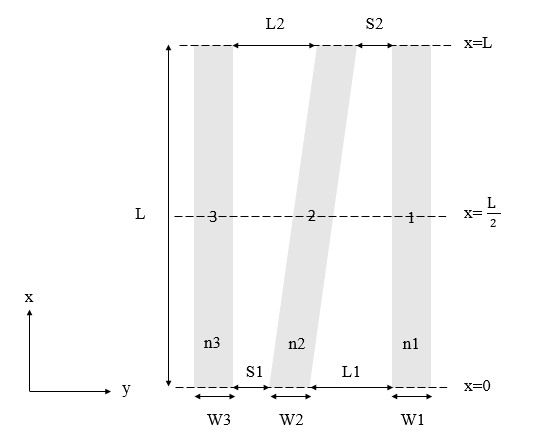 L2 S2
x=L
L
3 2 1
x= L/2
x
n3 n2 n1
S1 L1
y
x=0
W3 W2 W1